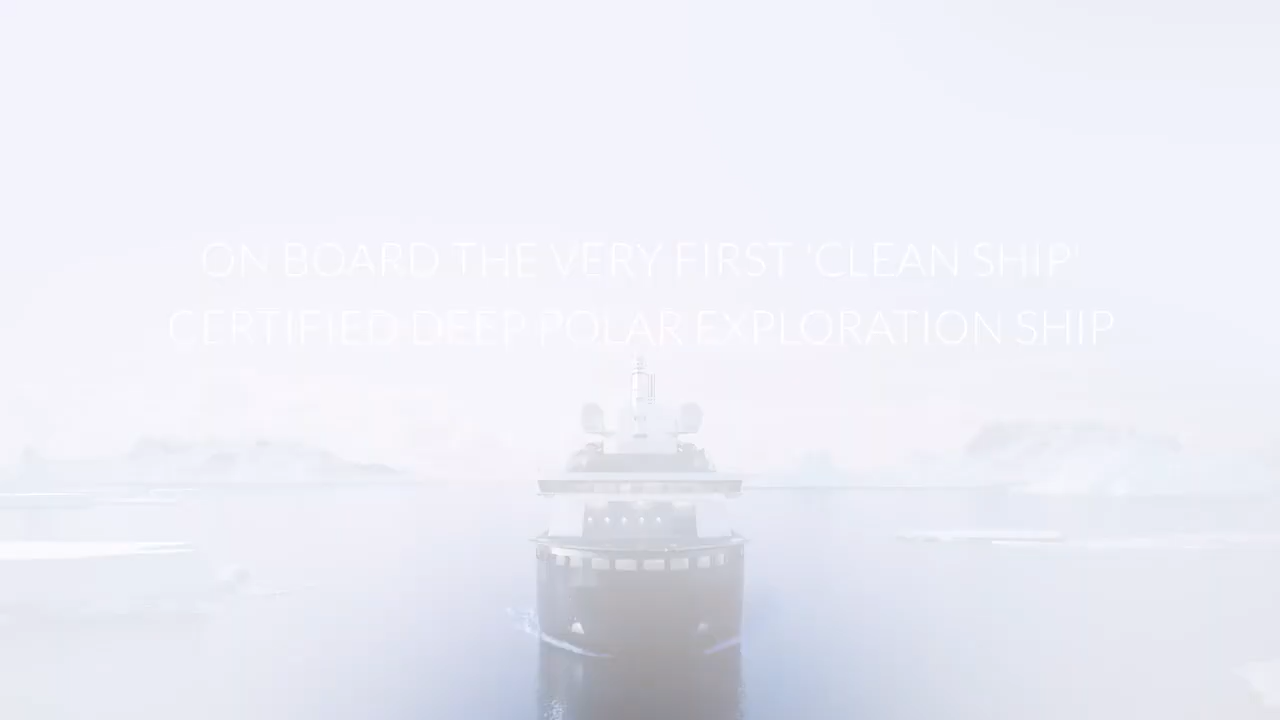 ON BOARD THE VERY FIRST 'CLEAN SHIP'
CERTIFIED DEEP POLAR EXPLORATION SHIP